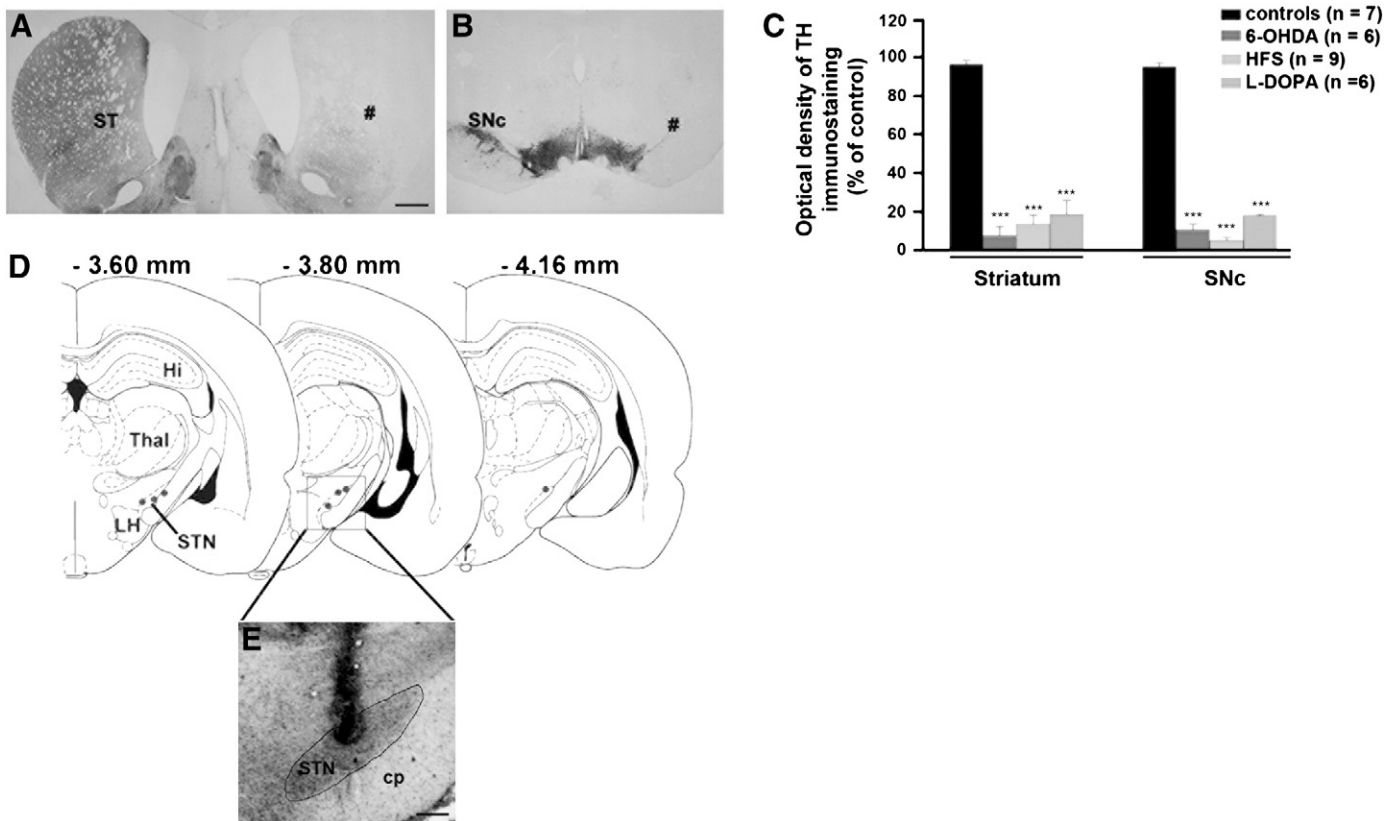 A
ST
#
B
SNc
#
C
Optical density of TH
immunostaining
(% of control)
120
100
80
60
40
20
0
controls (n = 7)
6-OHDA (n = 6)
HFS (n = 9)
L-DOPA (n =6)
***
***
***
***
***
***
Striatum
SNc
D
- 3.60 mm
- 3.80 mm
- 4.16 mm
Hi
Thal
LH
STN
E
STN
cp